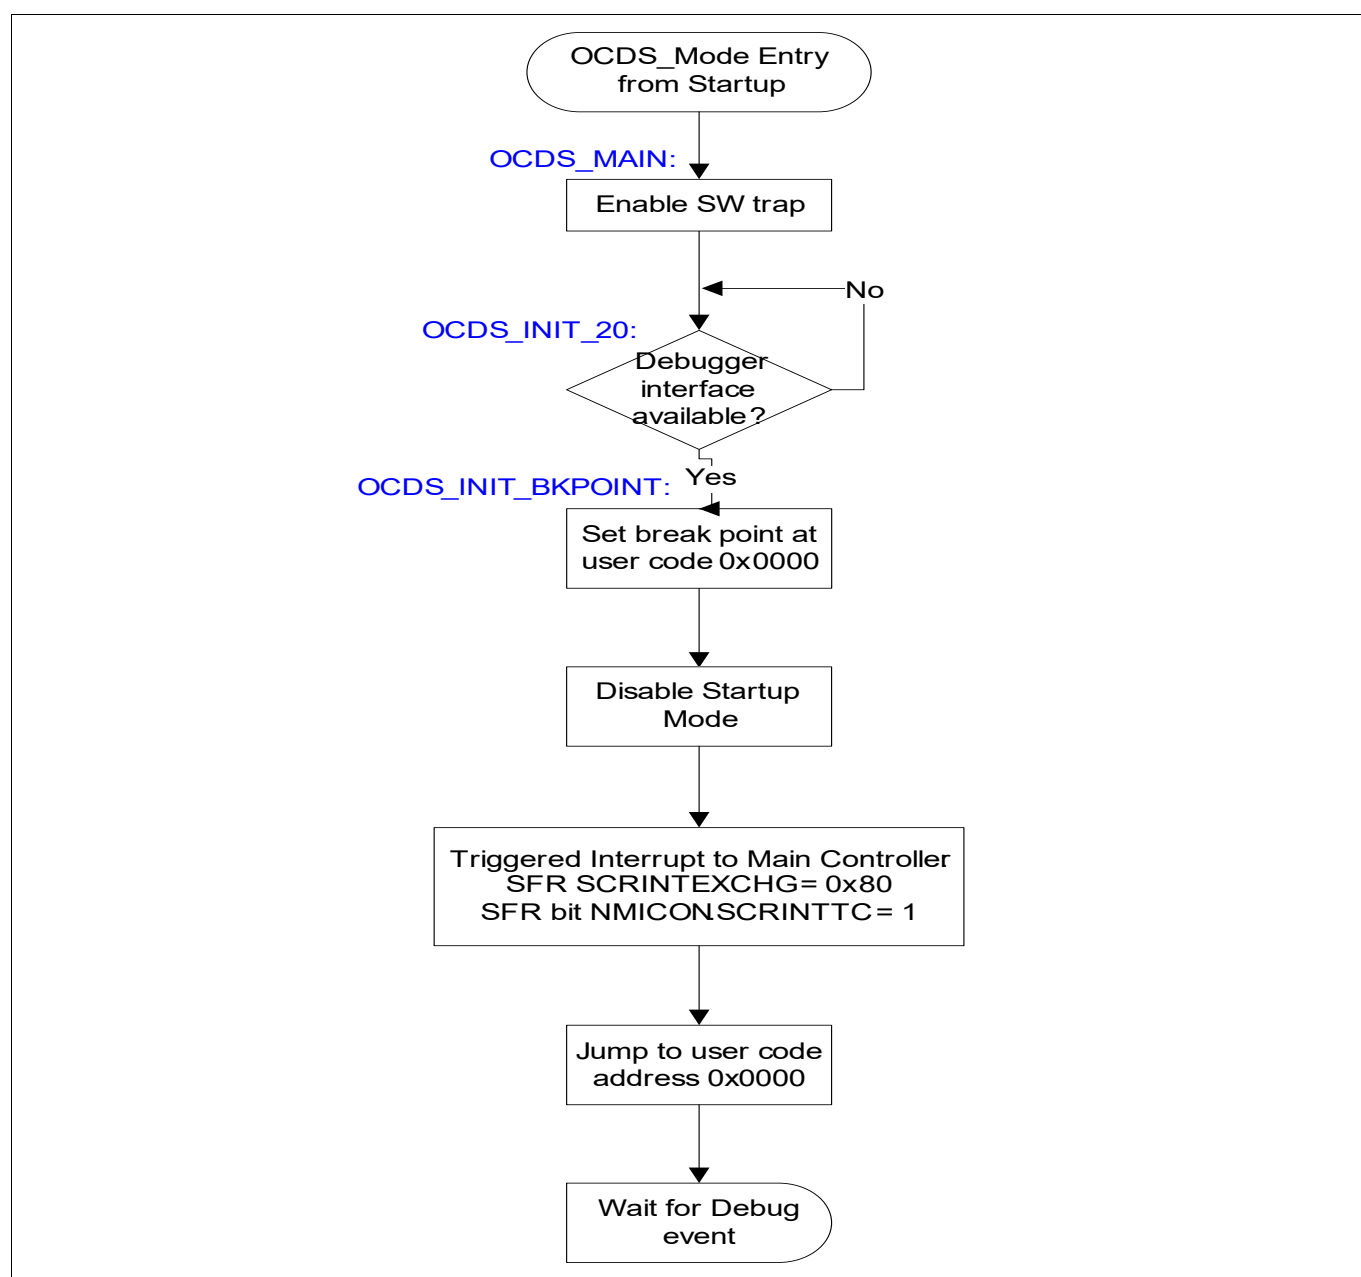 OCDS_Mode Entry
from Startup
OCDS_MAIN:
Enable SW trap
No
OCDS_INIT_20:
Debugger
interface
available?
Yes
OCDS_INIT_BKPOINT:
Set break point at
user code 0x0000
Disable Startup
Mode
Triggered Interrupt to Main Controller
SFR SCRINTEXCHG= 0x80
SFR bit NMICON.SCRINTTC= 1
Jump to user code
address 0x0000
Wait for Debug
event